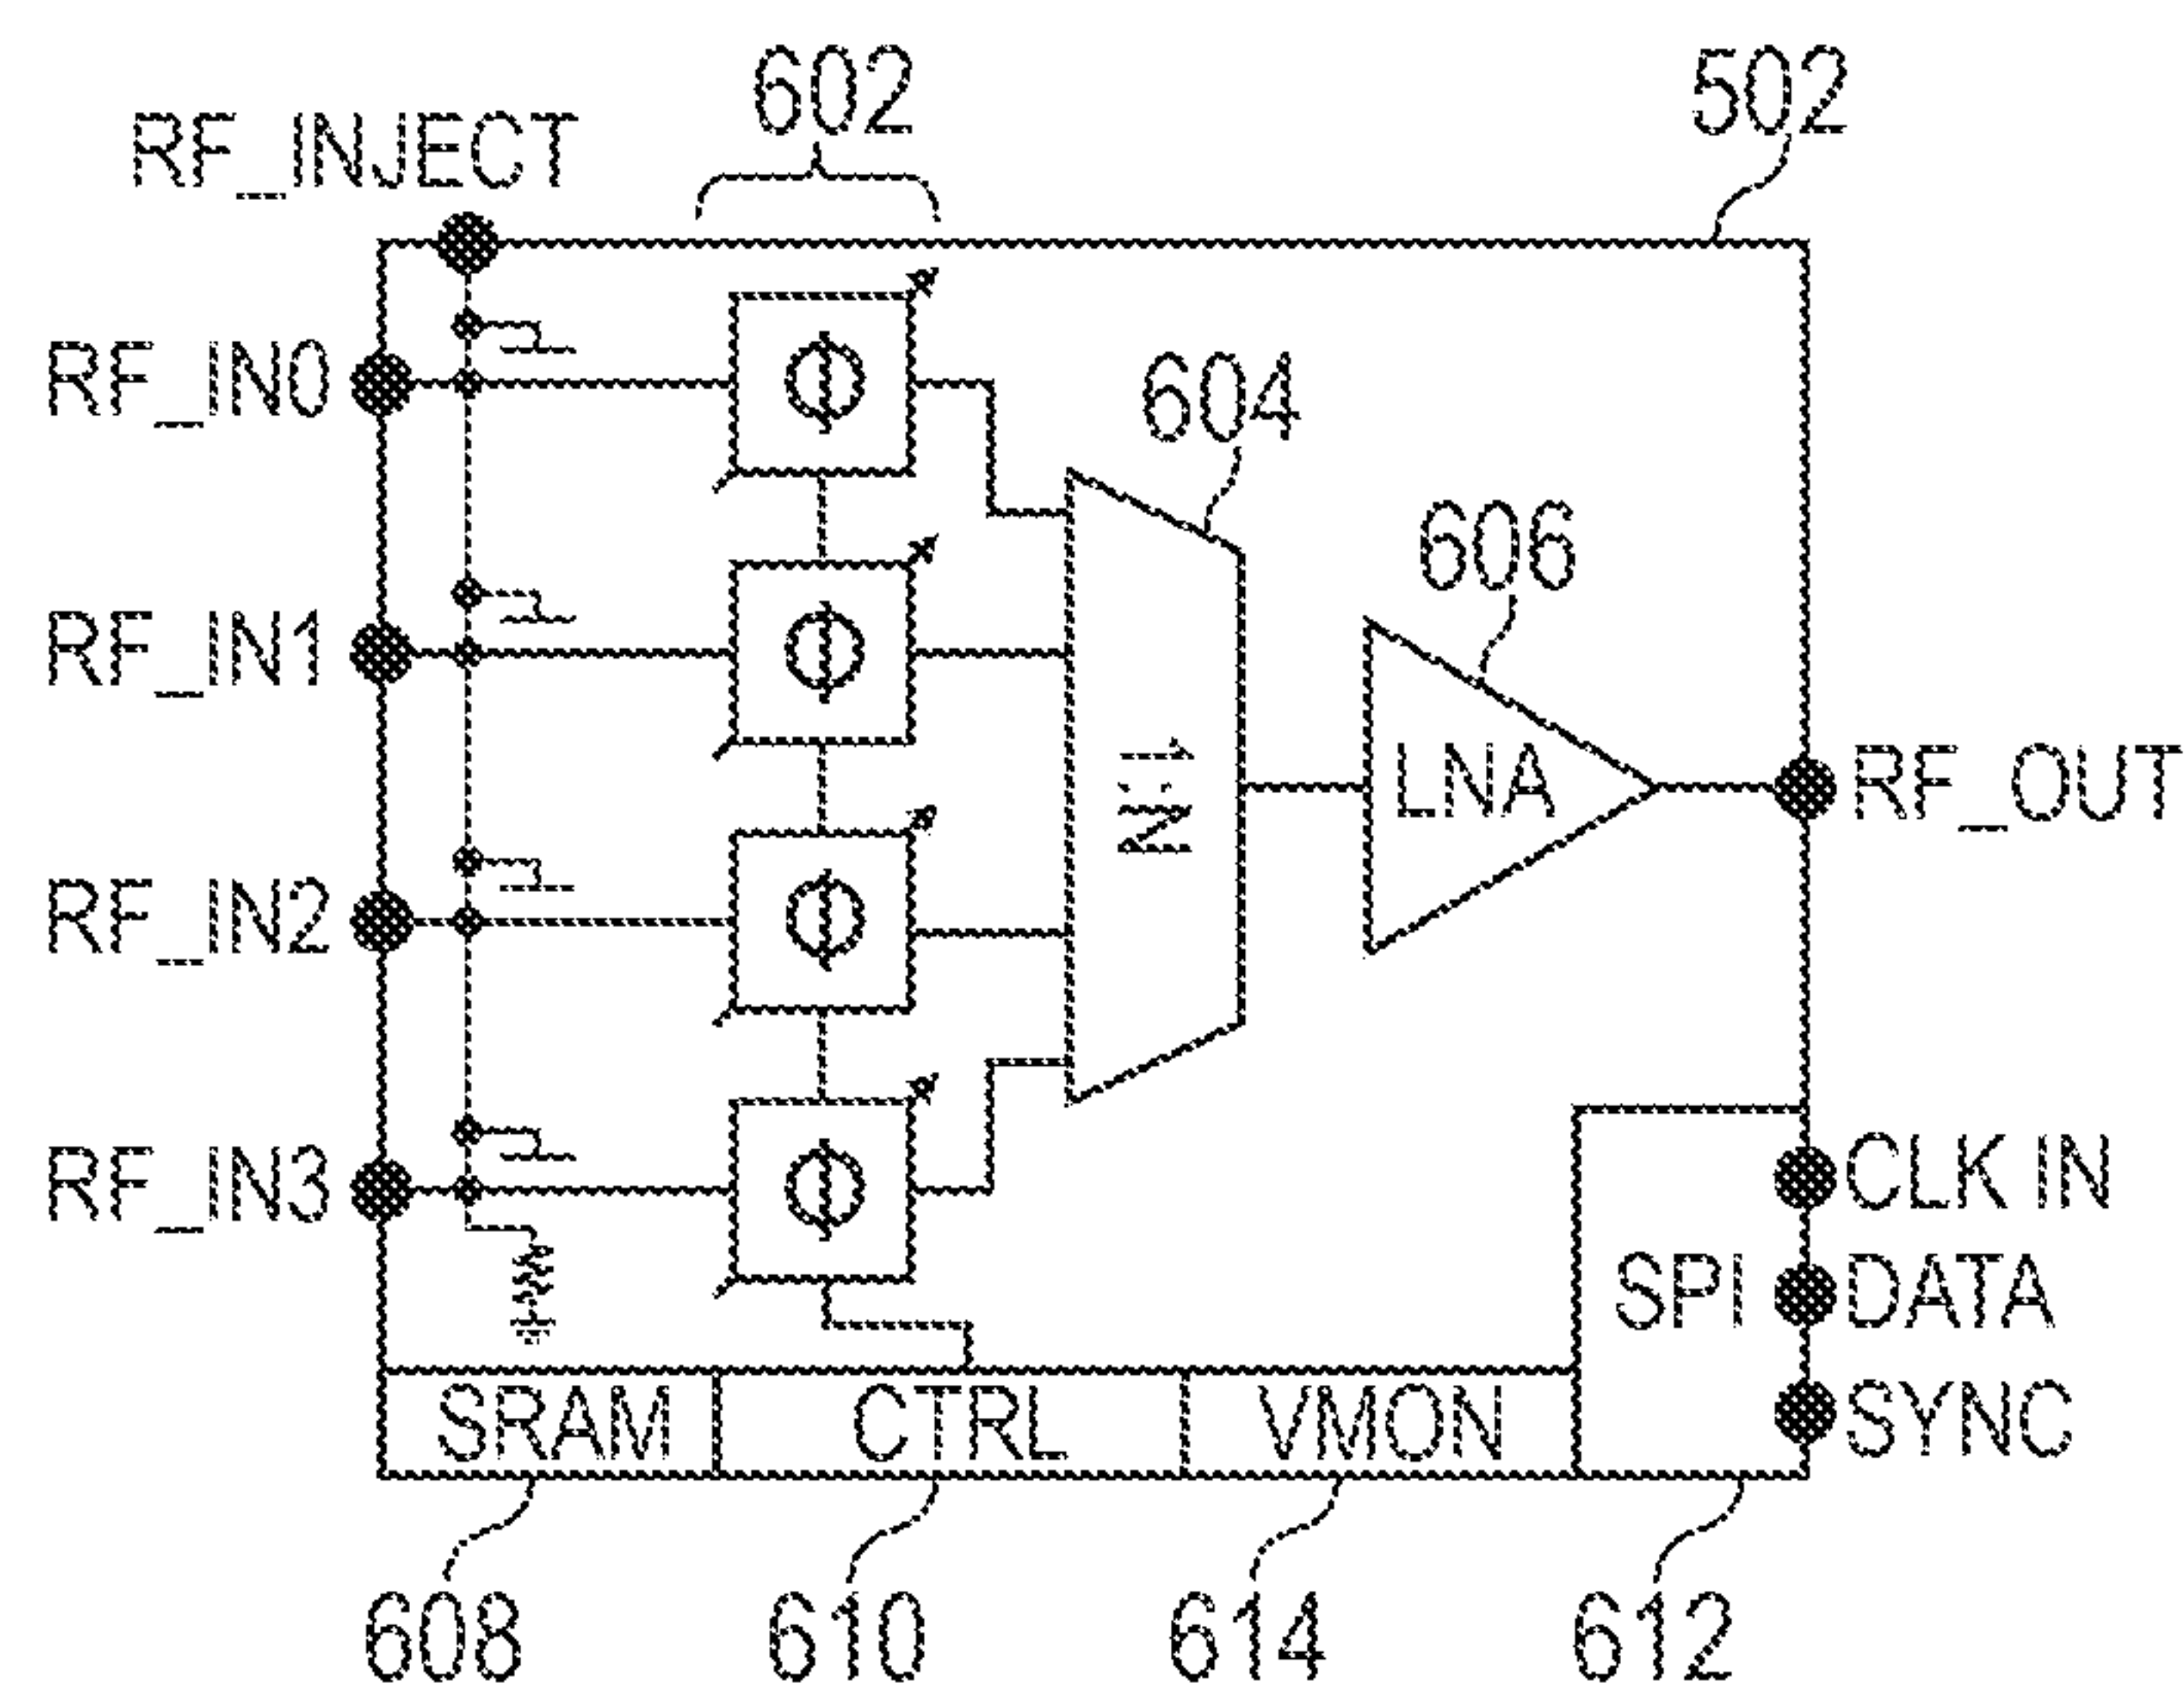 602
502
RF_INJECT
RF_IN0
604
606
RF_IN1
N:1
LNA
RF_OUT
RF_IN2
RF_IN3
CLK IN
SPI
DATA
SYNC
SRAM
CTRL
VMON
608
610
614
612